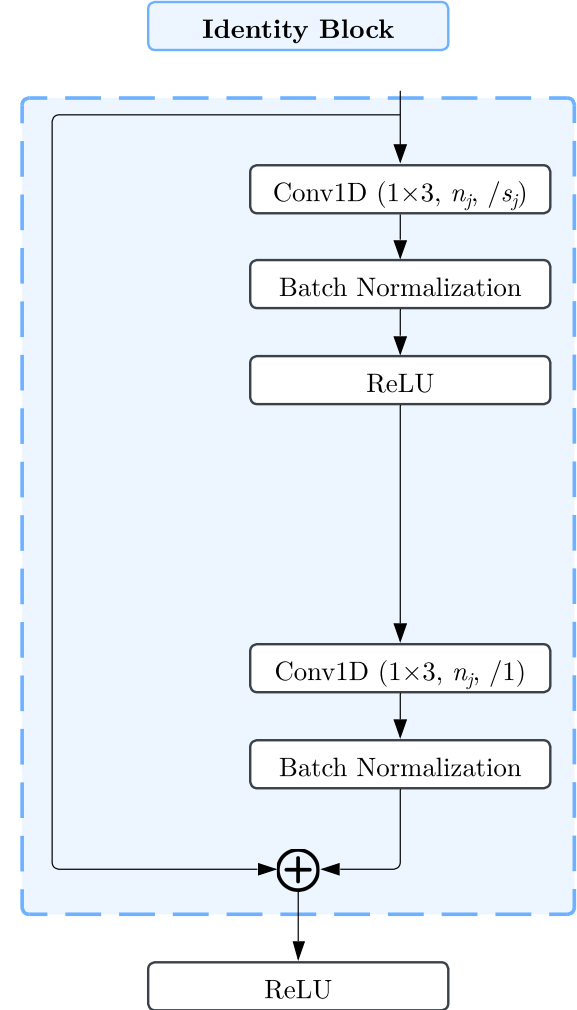 Identity Block
Conv1D (1×3, nⱼ, /sⱼ)
Batch Normalization
ReLU
Conv1D (1×3, nⱼ, /1)
Batch Normalization
ReLU